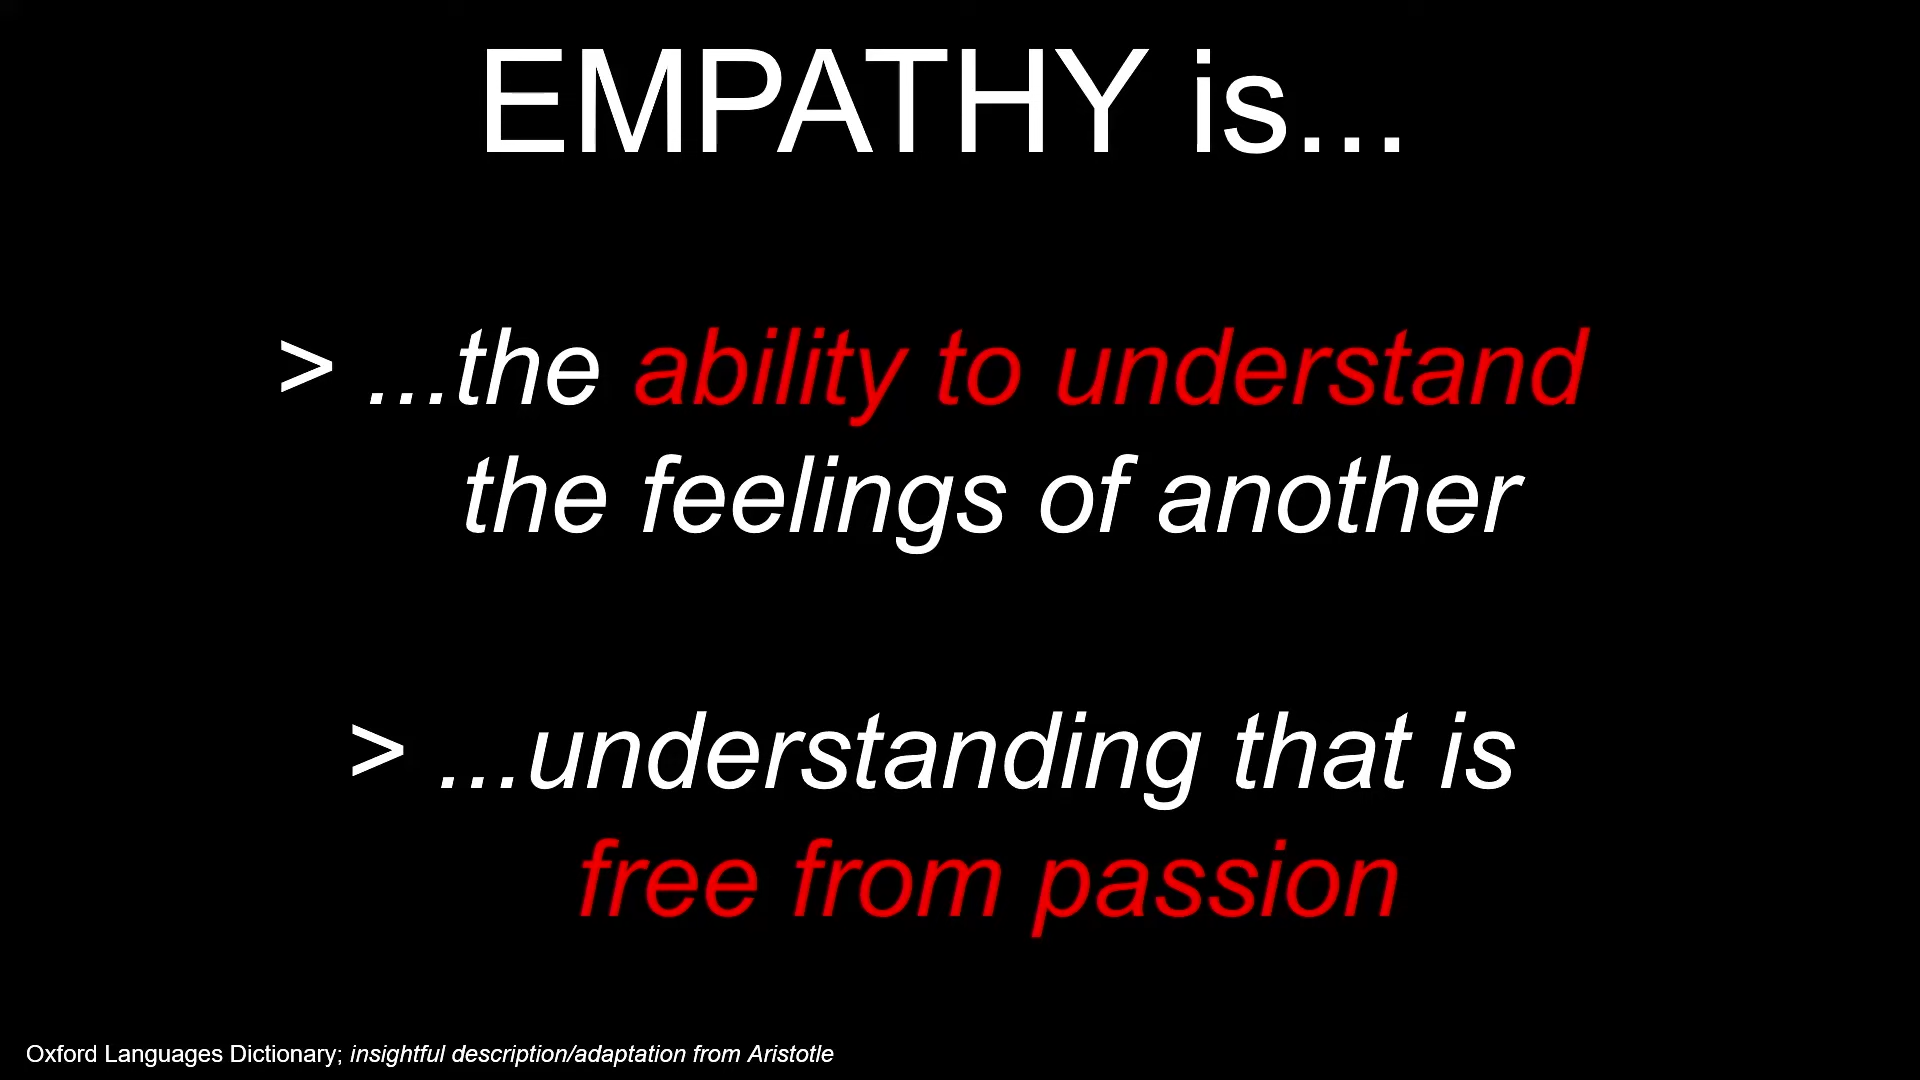 EMPATHY is...
> ...the ability to understand
the feelings of another
> ...understanding that is
free from passion
Oxford Languages Dictionary; insightful description/adaptation from Aristotle